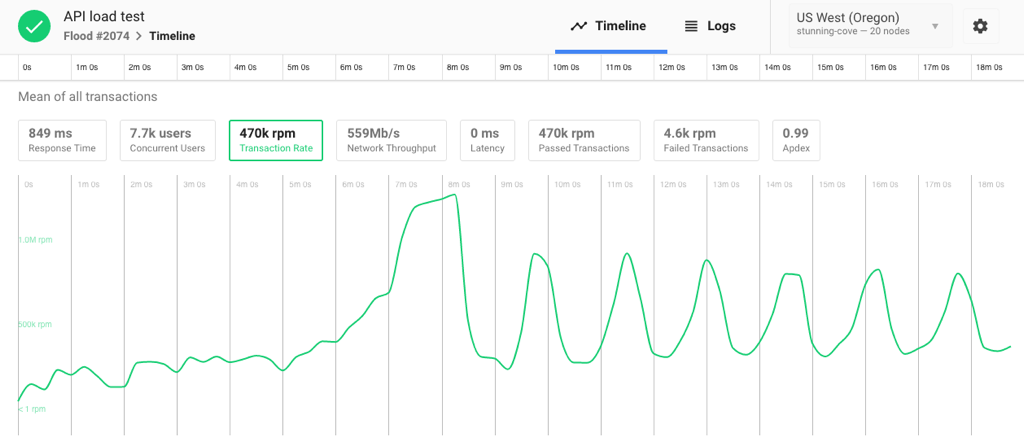 API load test
Flood #2074 > Timeline
Timeline
Logs
US West (Oregon)
stunning-cove — 20 nodes
0s 1m 0s 2m 0s 3m 0s 4m 0s 5m 0s 6m 0s 7m 0s 8m 0s 9m 0s 10m 0s 11m 0s 12m 0s 13m 0s 14m 0s 15m 0s 16m 0s 17m 0s 18m 0s
Mean of all transactions
849 ms 7.7k users 470k rpm 559Mb/s 0 ms 470k rpm 4.6k rpm 0.99
Response Time Concurrent Users Transaction Rate Network Throughput Latency Passed Transactions Failed Transactions Apdex
0s 1m 0s 2m 0s 3m 0s 4m 0s 5m 0s 6m 0s 7m 0s 8m 0s 9m 0s 10m 0s 11m 0s 12m 0s 13m 0s 14m 0s 15m 0s 16m 0s 17m 0s 18m 0s
1.0M rpm
500k rpm
< 1 rpm